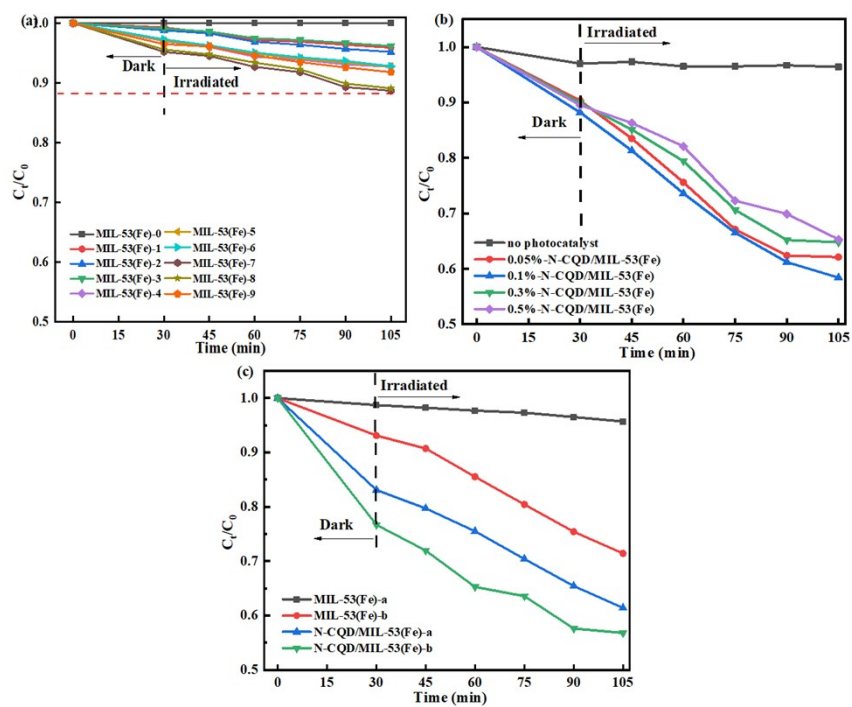 (a)
1.0
0.9
0.8
0.7
0.6
0.5
Ct/C0
Dark
Irradiated
MIL-53(Fe)-0
MIL-53(Fe)-1
MIL-53(Fe)-2
MIL-53(Fe)-3
MIL-53(Fe)-4
MIL-53(Fe)-5
MIL-53(Fe)-6
MIL-53(Fe)-7
MIL-53(Fe)-8
MIL-53(Fe)-9
0 15 30 45 60 75 90 105
Time (min)
(b)
1.0
0.9
0.8
0.7
0.6
0.5
Ct/C0
Irradiated
Dark
no photocatalyst
0.05%-N-CQD/MIL-53(Fe)
0.1%-N-CQD/MIL-53(Fe)
0.3%-N-CQD/MIL-53(Fe)
0.5%-N-CQD/MIL-53(Fe)
0 15 30 45 60 75 90 105
Time (min)
(c)
1.0
0.9
0.8
0.7
0.6
0.5
Ct/C0
Irradiated
Dark
MIL-53(Fe)-a
MIL-53(Fe)-b
N-CQD/MIL-53(Fe)-a
N-CQD/MIL-53(Fe)-b
0 15 30 45 60 75 90 105
Time (min)